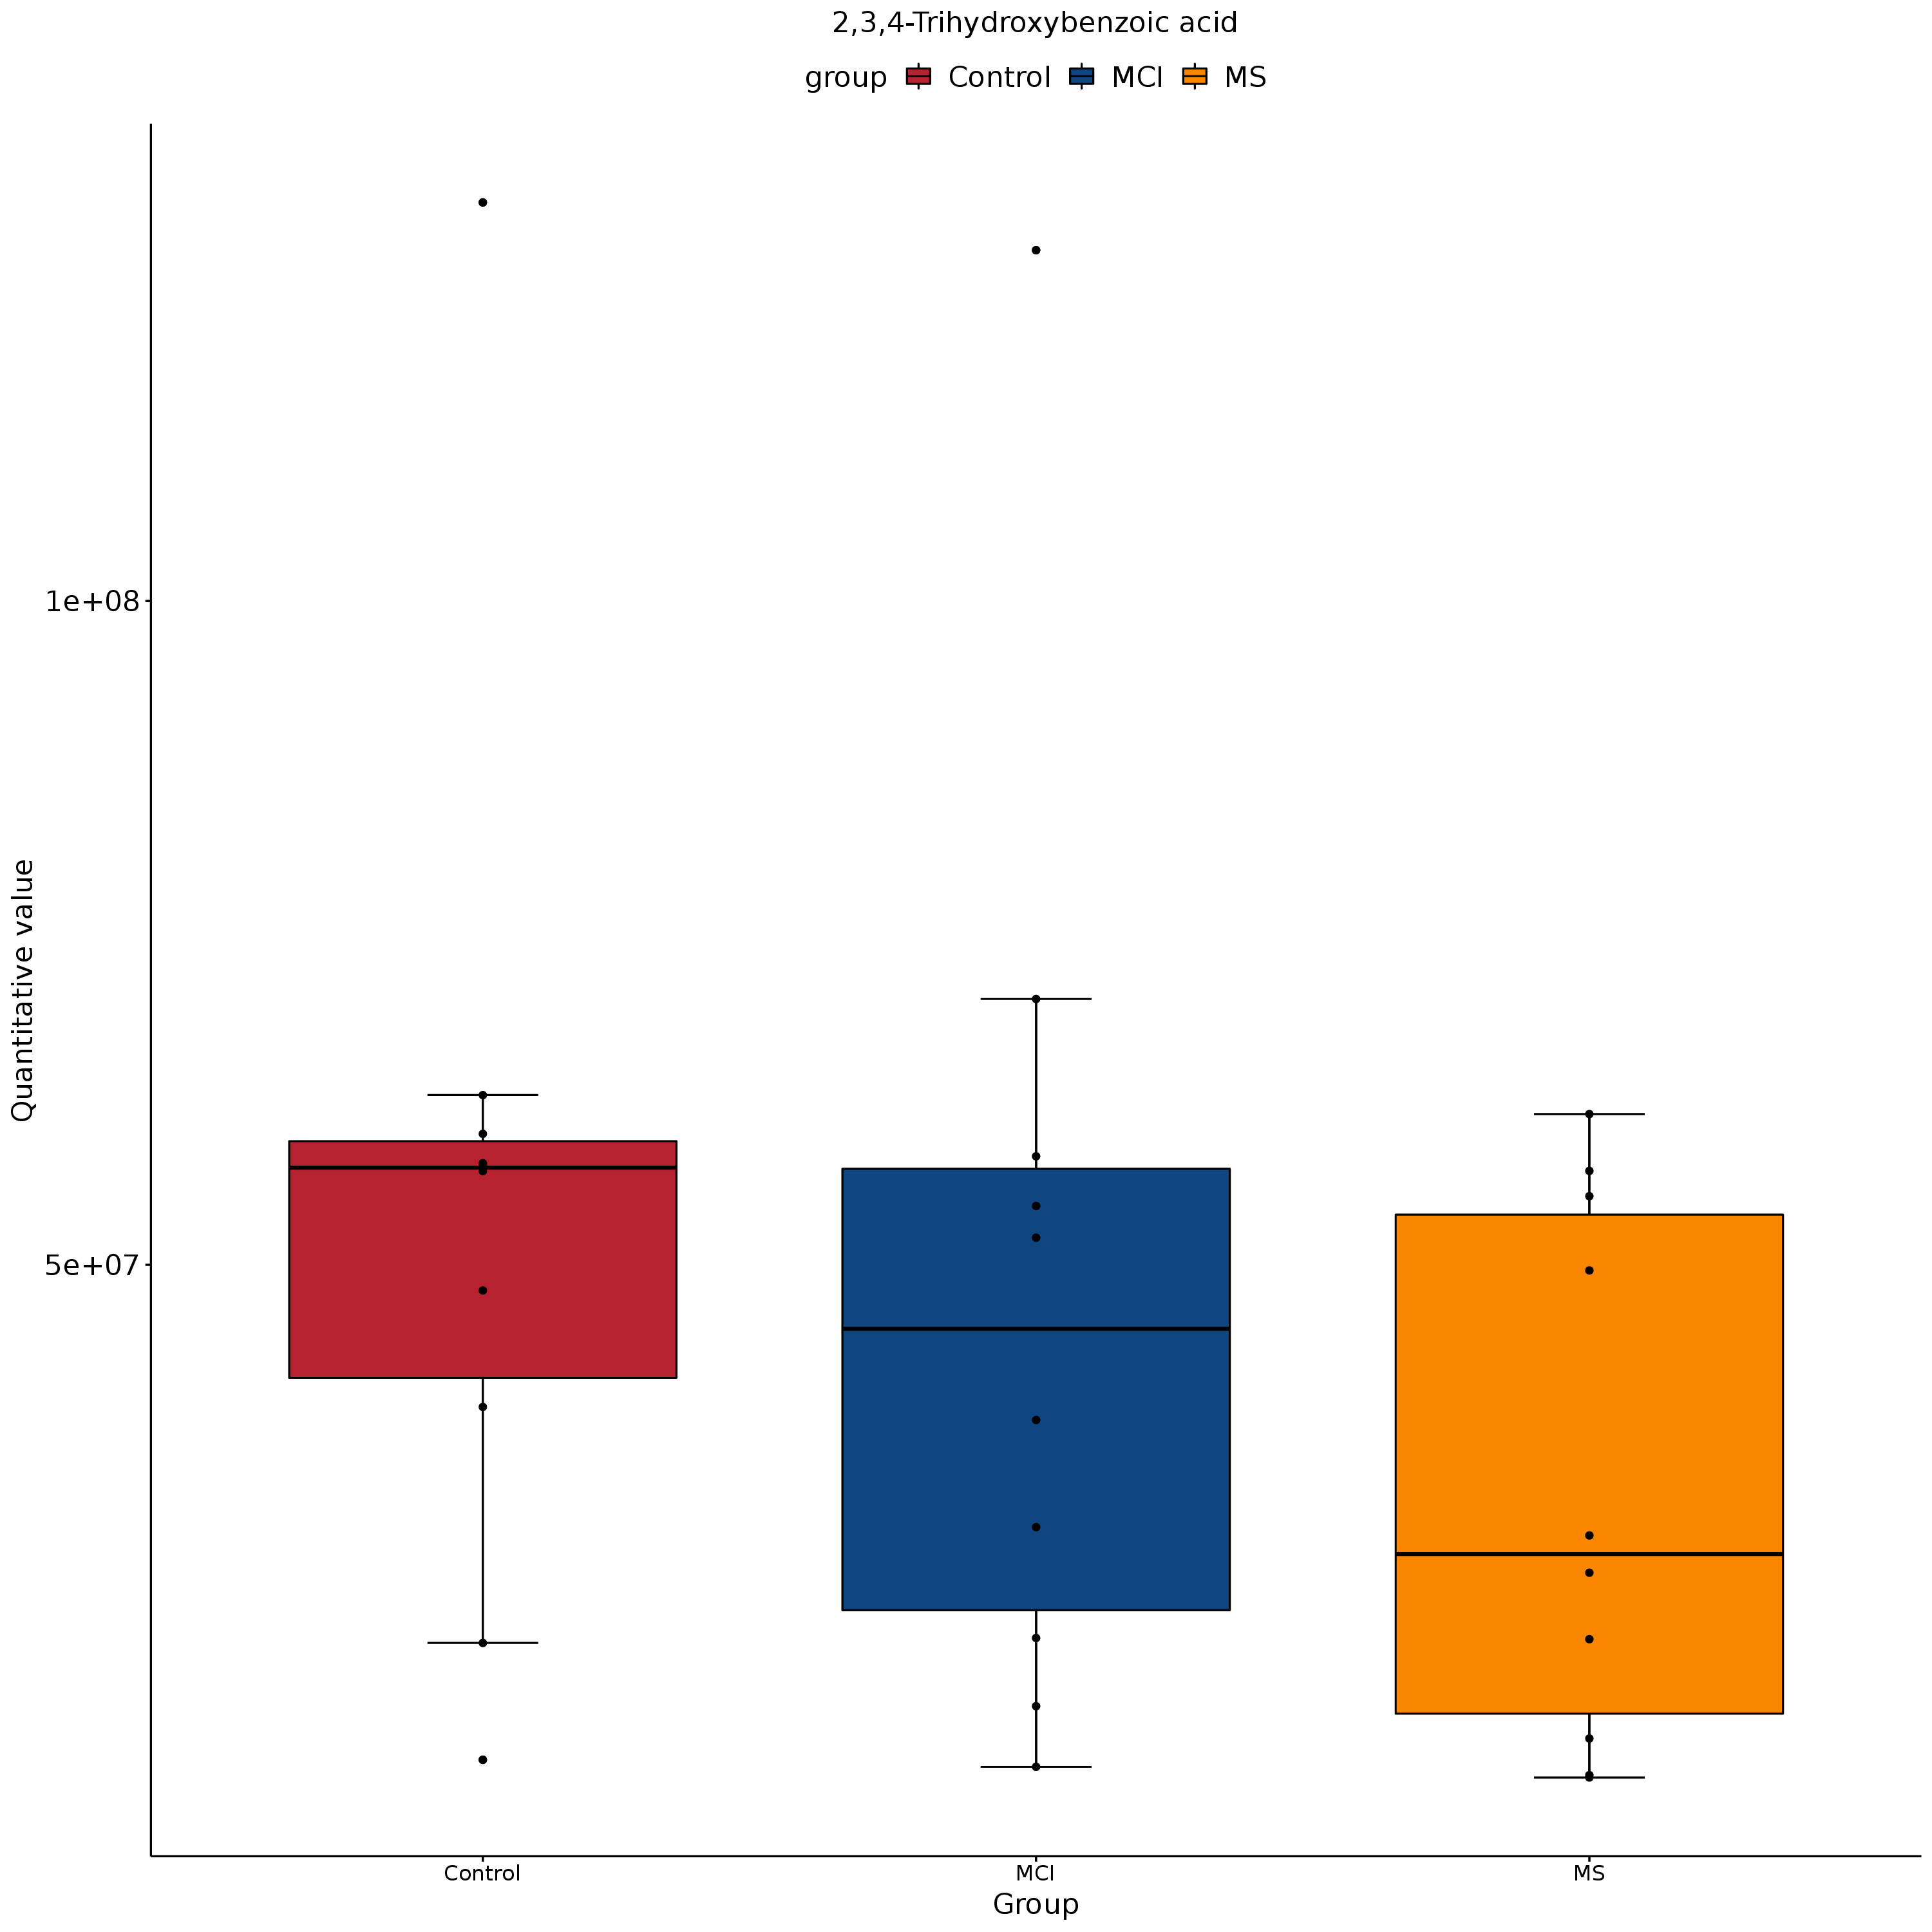 2,3,4-Trihydroxybenzoic acid
group Control MCI MS
1e+08
5e+07
Quantitative value
Control MCI MS
Group